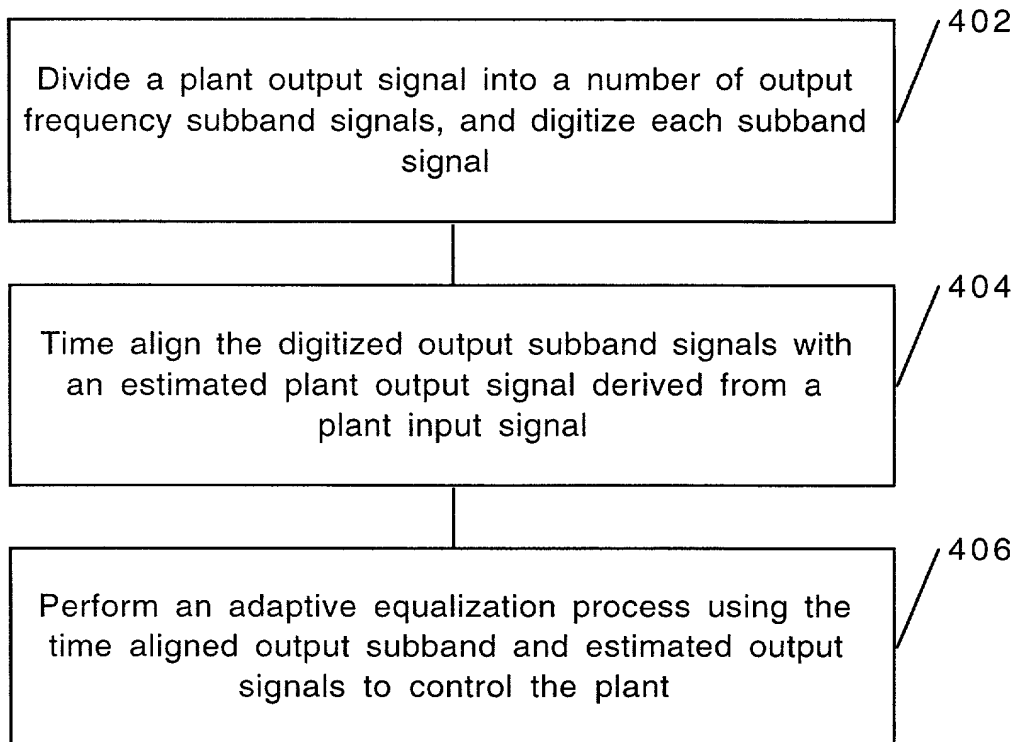 402
Divide a plant output signal into a number of output
frequency subband signals, and digitize each subband
signal
404
Time align the digitized output subband signals with
an estimated plant output signal derived from a
plant input signal
406
Perform an adaptive equalization process using the
time aligned output subband and estimated output
signals to control the plant